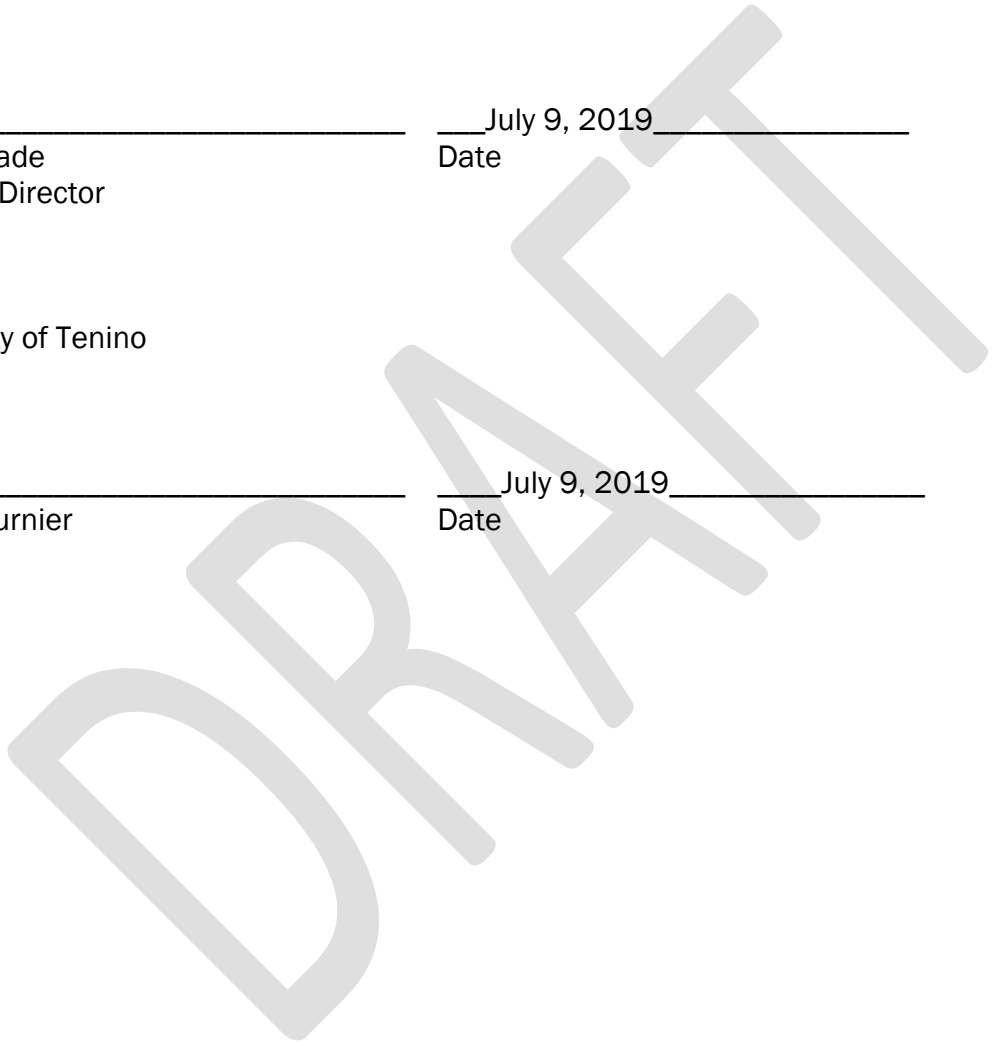 ___July 9, 2019________________
ade Date
Director
y of Tenino
____July 9, 2019________________
urnier Date
DRAFT